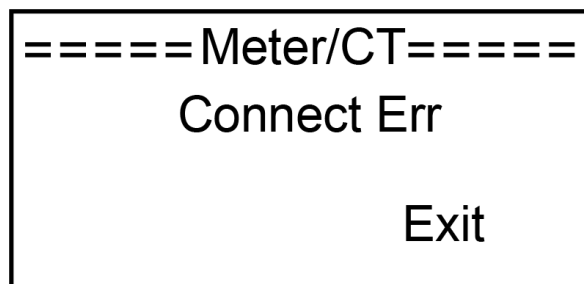 =====Meter/CT=====
Connect Err
Exit